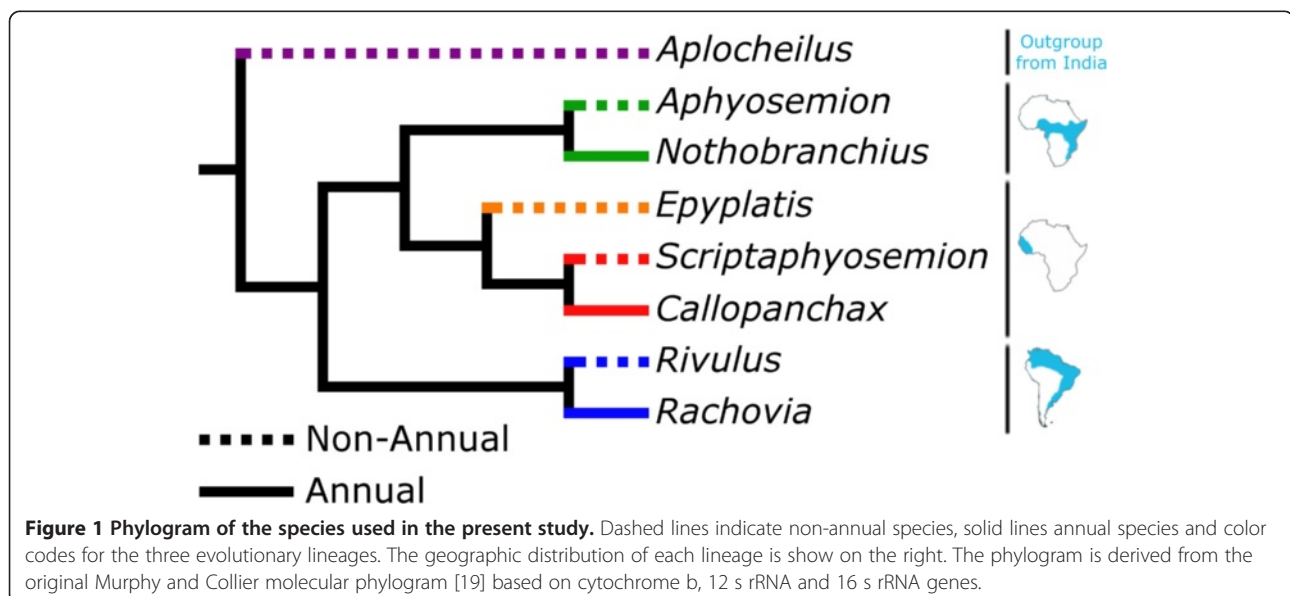 Aplocheilus
Outgroup
from India
Aphyosemion
Nothobranchius
Epyplatis
Scriptaphyosemion
Callopanchax
Rivulus
Rachovia
Non-Annual
Annual
Figure 1 Phylogram of the species used in the present study. Dashed lines indicate non-annual species, solid lines annual species and color
codes for the three evolutionary lineages. The geographic distribution of each lineage is show on the right. The phylogram is derived from the
original Murphy and Collier molecular phylogram [19] based on cytochrome b, 12 s rRNA and 16 s rRNA genes.